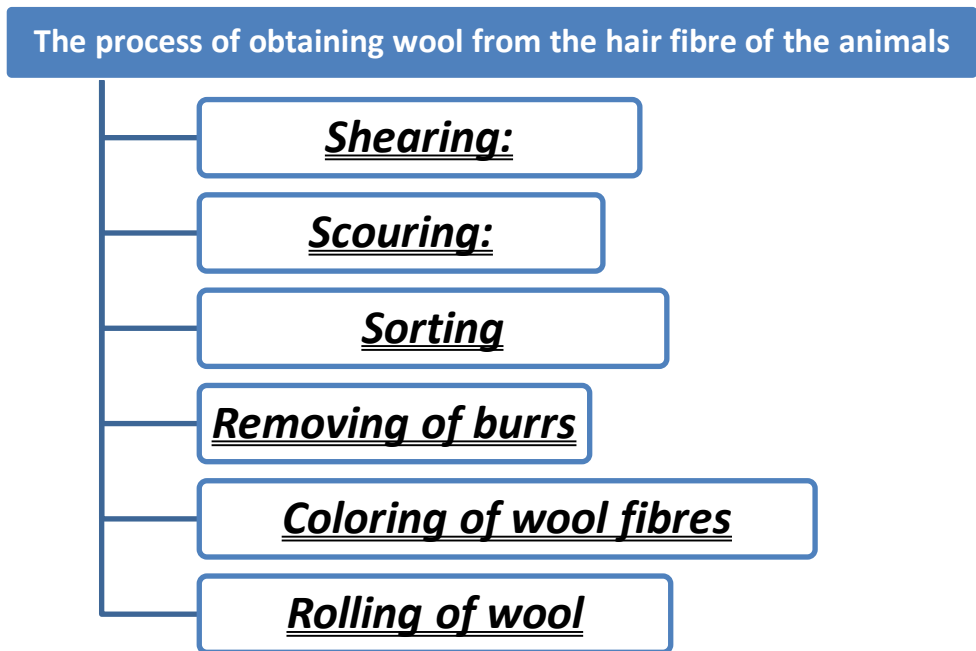 The process of obtaining wool from the hair fibre of the animals
Shearing:
Scouring:
Sorting
Removing of burrs
Coloring of wool fibres
Rolling of wool